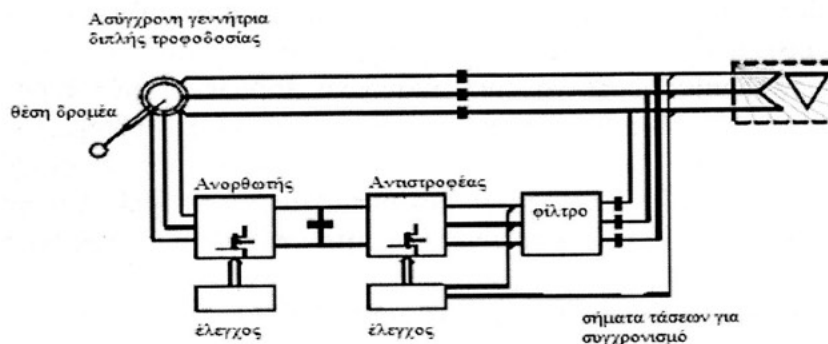 Ασύγχρονη γεννήτρια
διπλής τροφοδοσίας
θέση δρομέα
Ανορθωτής
Αντιστροφέας
φίλτρο
έλεγχος
έλεγχος
σήματα τάσεων για
συγχρονισμό